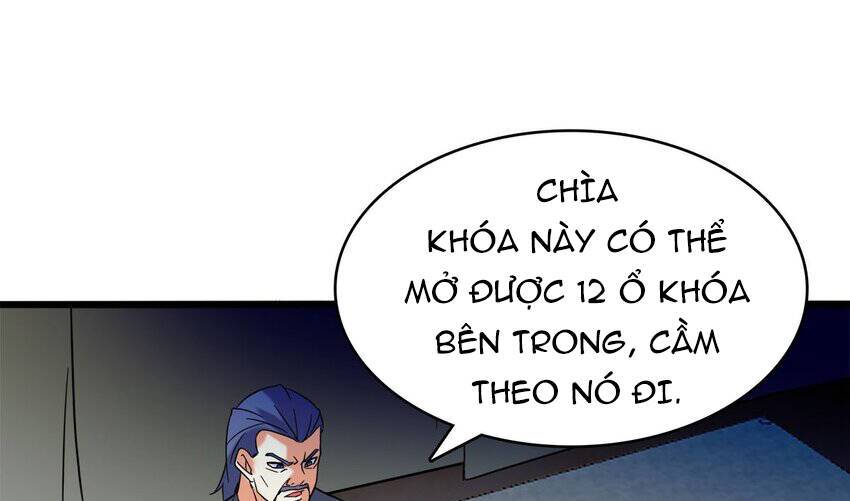 CHÌA
KHÓA NÀY CÓ THỂ
MỞ ĐƯỢC 12 Ổ KHÓA
BÊN TRONG, CẦM
THEO NÓ ĐI.